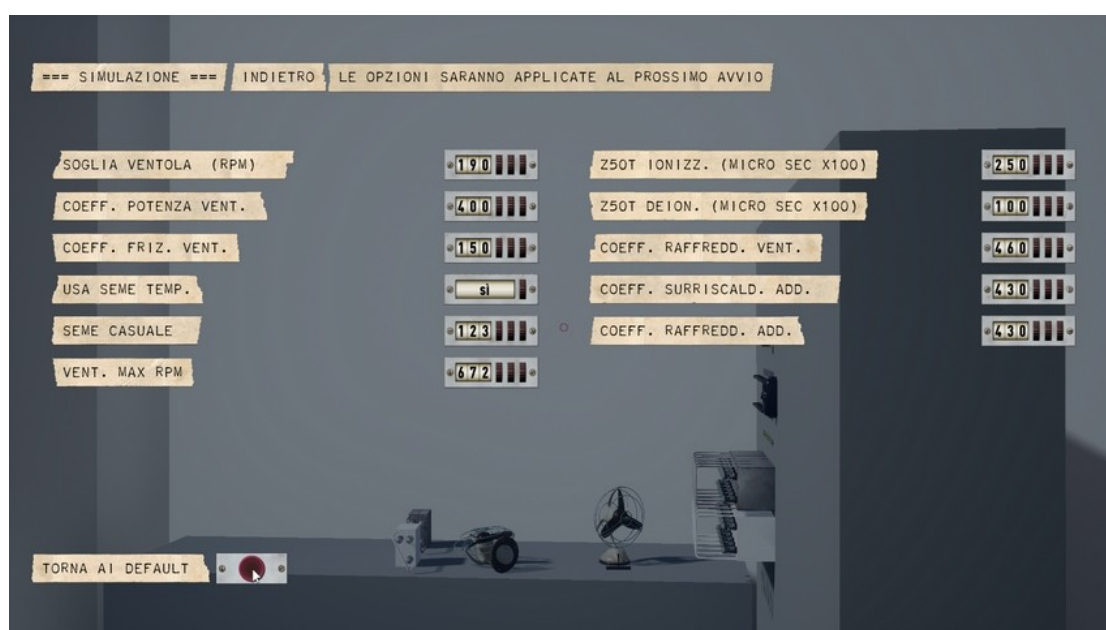 === SIMULAZIONE === INDIETRO LE OPZIONI SARANNO APPLICATE AL PROSSIMO AVVIO
SOGLIA VENTOLA (RPM) 190
COEFF. POTENZA VENT. 400
COEFF. FRIZ. VENT. 150
USA SEME TEMP. sì
SEME CASUALE 123
VENT. MAX RPM 672
Z50T IONIZZ. (MICRO SEC X100) 250
Z50T DEION. (MICRO SEC X100) 100
COEFF. RAFFREDD. VENT. 460
COEFF. SURRISCALD. ADD. 430
COEFF. RAFFREDD. ADD. 430
TORNA AI DEFAULT